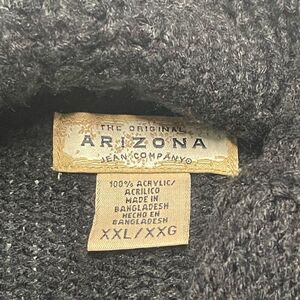 THE ORIGINAL
ARIZONA
JEAN COMPANY®
100% ACRYLIC/
ACRILICO
MADE IN
BANGLADESH
HECHO EN
BANGLADESH
XXL/XXG